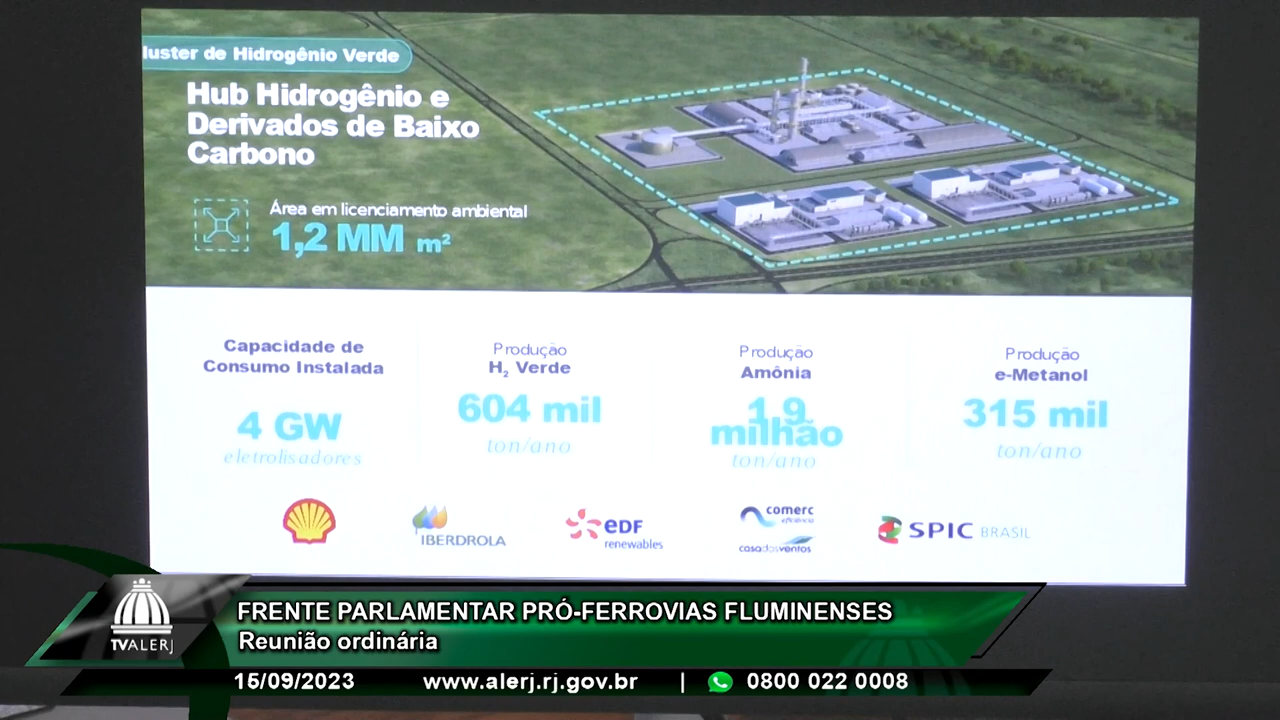 luster de Hidrogênio Verde
Hub Hidrogênio e
Derivados de Baixo
Carbono
Área em licenciamento ambiental
1,2 MM m²
Capacidade de
Consumo Instalada
4 GW
eletrolisadores
Produção
H₂ Verde
604 mil
ton/ano
Produção
Amônia
1,9
milhão
ton/ano
Produção
e-Metanol
315 mil
ton/ano
IBERDROLA
eDF
renewables
comerc
eficiência
casadosventos
SPIC BRASIL
FRENTE PARLAMENTAR PRÓ-FERROVIAS FLUMINENSES
Reunião ordinária
TVALERJ
15/09/2023 www.alerj.rj.gov.br | 0800 022 0008